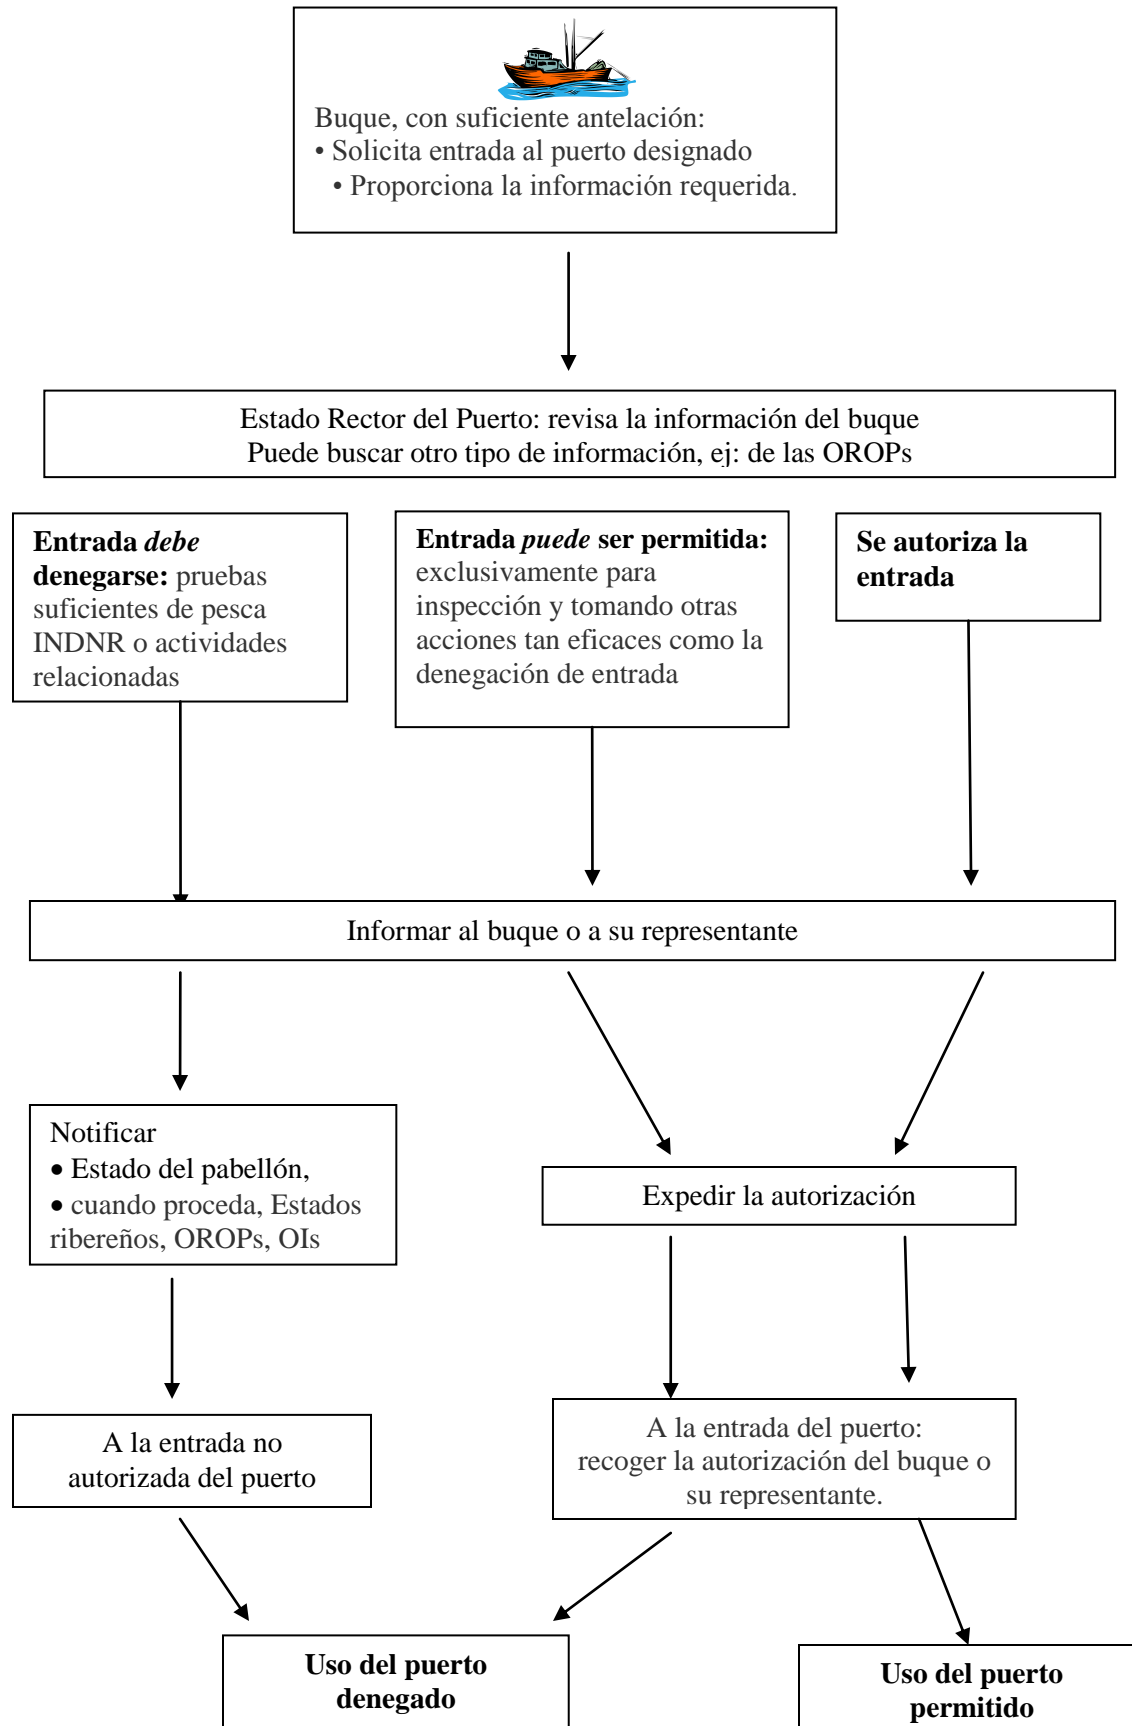 Buque, con suficiente antelación:
• Solicita entrada al puerto designado
• Proporciona la información requerida.
Estado Rector del Puerto: revisa la información del buque
Puede buscar otro tipo de información, ej: de las OROPs
Entrada debe
denegarse: pruebas
suficientes de pesca
INDNR o actividades
relacionadas
Entrada puede ser permitida:
exclusivamente para
inspección y tomando otras
acciones tan eficaces como la
denegación de entrada
Se autoriza la
entrada
Informar al buque o a su representante
Notificar
• Estado del pabellón,
• cuando proceda, Estados
ribereños, OROPs, OIs
Expedir la autorización
A la entrada no
autorizada del puerto
A la entrada del puerto:
recoger la autorización del buque o
su representante.
Uso del puerto
denegado
Uso del puerto
permitido